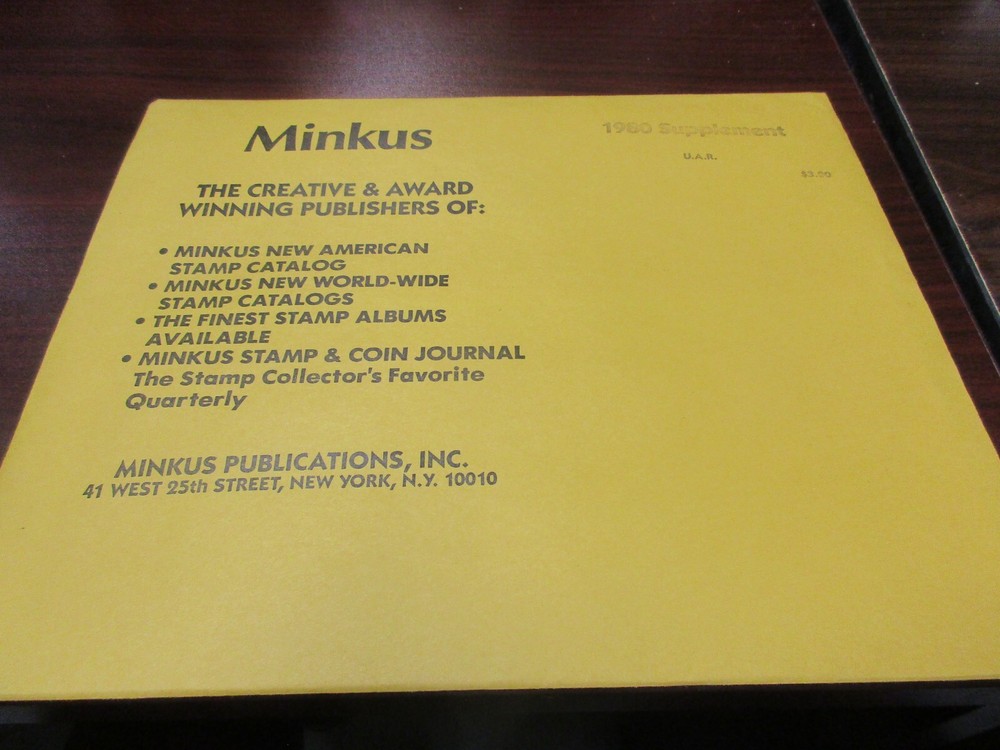 Minkus
1980 Supplement
U.A.R.
$3.00
THE CREATIVE & AWARD
WINNING PUBLISHERS OF:
• MINKUS NEW AMERICAN
STAMP CATALOG
• MINKUS NEW WORLD-WIDE
STAMP CATALOGS
• THE FINEST STAMP ALBUMS
AVAILABLE
• MINKUS STAMP & COIN JOURNAL
The Stamp Collector's Favorite
Quarterly
MINKUS PUBLICATIONS, INC.
41 WEST 25th STREET, NEW YORK, N.Y. 10010